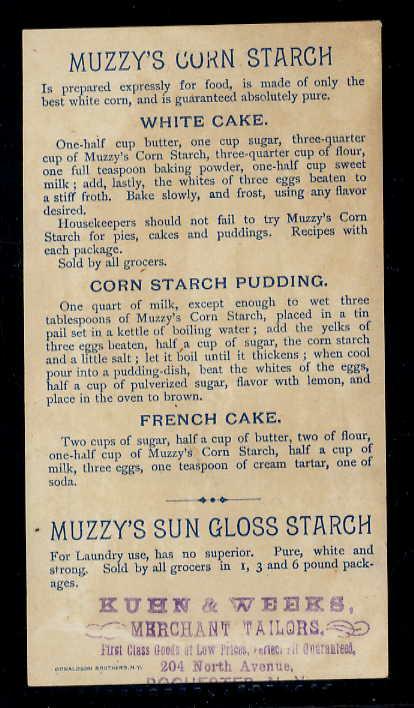 MUZZY'S CORN STARCH
Is prepared expressly for food, is made of only the
best white corn, and is guaranteed absolutely pure.
WHITE CAKE.
One-half cup butter, one cup sugar, three-quarter
cup of Muzzy's Corn Starch, three-quarter cup of flour,
one full teaspoon baking powder, one-half cup sweet
milk; add, lastly, the whites of three eggs beaten to
a stiff froth. Bake slowly, and frost, using any flavor
desired.
Housekeepers should not fail to try Muzzy's Corn
Starch for pies, cakes and puddings. Recipes with
each package.
Sold by all grocers.
CORN STARCH PUDDING.
One quart of milk, except enough to wet three
tablespoons of Muzzy's Corn Starch, placed in a tin
pail set in a kettle of boiling water; add the yelks of
three eggs beaten, half a cup of sugar, the corn starch
and a little salt; let it boil until it thickens; when cool
pour into a pudding-dish, beat the whites of the eggs,
half a cup of pulverized sugar, flavor with lemon, and
place in the oven to brown.
FRENCH CAKE.
Two cups of sugar, half a cup of butter, two of flour,
one-half cup of Muzzy's Corn Starch, half a cup of
milk, three eggs, one teaspoon of cream tartar, one of
soda.
MUZZY'S SUN GLOSS STARCH
For Laundry use, has no superior. Pure, white and
strong. Sold by all grocers in 1, 3 and 6 pound pack-
ages.
KUHN & WEEKS,
MERCHANT TAILORS,
First Class Goods at Low Prices, Perfect Fit Guaranteed,
204 North Avenue,
DONALDSON BROTHERS, N.Y.
ROCHESTER, N. Y.